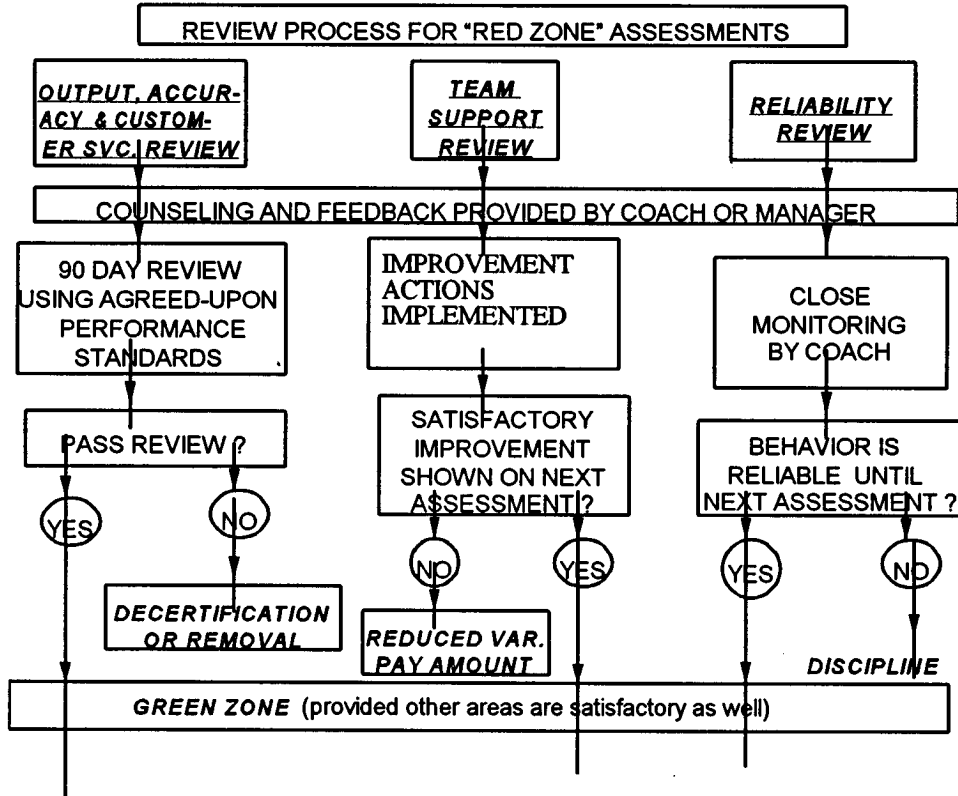 REVIEW PROCESS FOR “RED ZONE” ASSESSMENTS
OUTPUT, ACCUR-
ACY & CUSTOM-
ER SVC. REVIEW
TEAM
SUPPORT
REVIEW
RELIABILITY
REVIEW
COUNSELING AND FEEDBACK PROVIDED BY COACH OR MANAGER
90 DAY REVIEW
USING AGREED-UPON
PERFORMANCE
STANDARDS
IMPROVEMENT
ACTIONS
IMPLEMENTED
CLOSE
MONITORING
BY COACH
PASS REVIEW ?
SATISFACTORY
IMPROVEMENT
SHOWN ON NEXT
ASSESSMENT ?
BEHAVIOR IS
RELIABLE UNTIL
NEXT ASSESSMENT ?
YES
NO
NO
YES
YES
NO
DECERTIFICATION
OR REMOVAL
REDUCED VAR.
PAY AMOUNT
DISCIPLINE
GREEN ZONE (provided other areas are satisfactory as well)